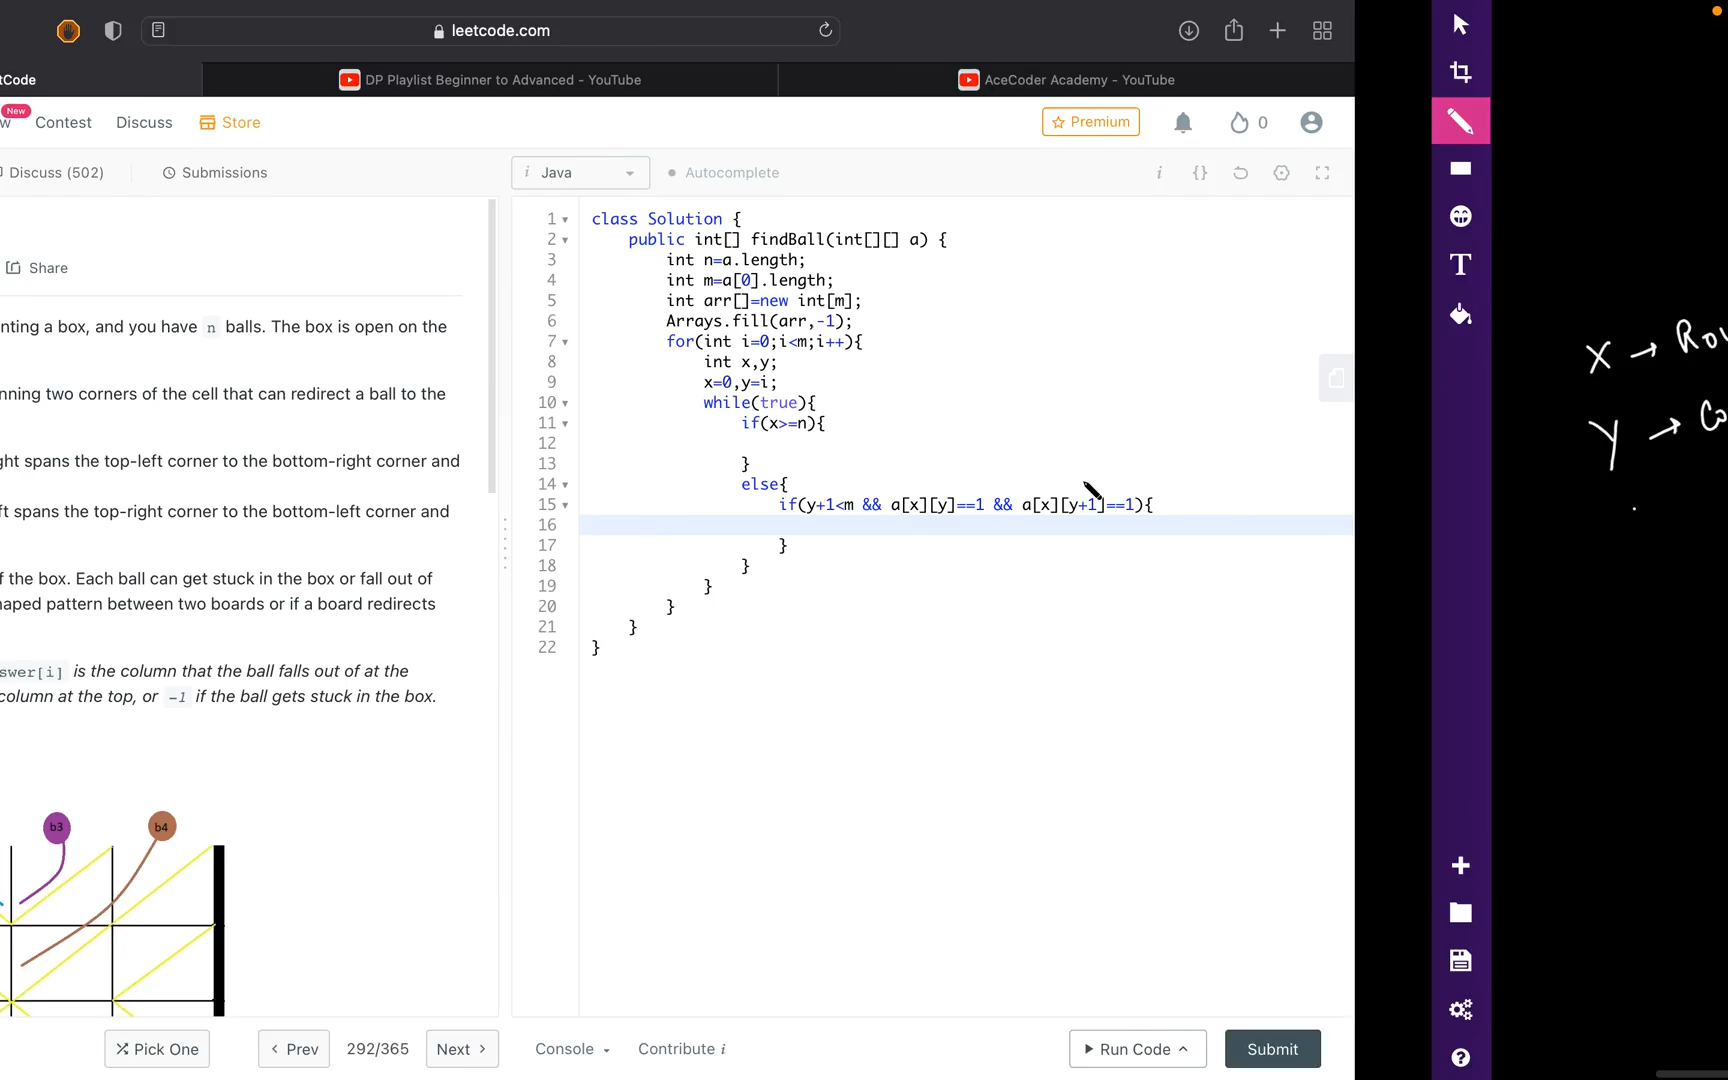 leetcode.com
tCode
DP Playlist Beginner to Advanced - YouTube
AceCoder Academy - YouTube
New
w
Contest
Discuss
Store
Premium
0
Discuss (502)
Submissions
i Java
Autocomplete
i {}
Share
nting a box, and you have n balls. The box is open on the
nning two corners of the cell that can redirect a ball to the
ght spans the top-left corner to the bottom-right corner and
ft spans the top-right corner to the bottom-left corner and
f the box. Each ball can get stuck in the box or fall out of
haped pattern between two boards or if a board redirects
swer[i] is the column that the ball falls out of at the
column at the top, or -1 if the ball gets stuck in the box.
b3
b4
1 class Solution {
2 public int[] findBall(int[][] a) {
3 int n=a.length;
4 int m=a[0].length;
5 int arr[]=new int[m];
6 Arrays.fill(arr,-1);
7 for(int i=0;i<m;i++){
8 int x,y;
9 x=0,y=i;
10 while(true){
11 if(x>=n){
12
13 }
14 else{
15 if(y+1<m && a[x][y]==1 && a[x][y+1]==1){
16
17 }
18 }
19 }
20 }
21 }
22 }
Pick One
Prev
292/365
Next
Console
Contribute i
Run Code
Submit
T
?
X → Row
Y → Co